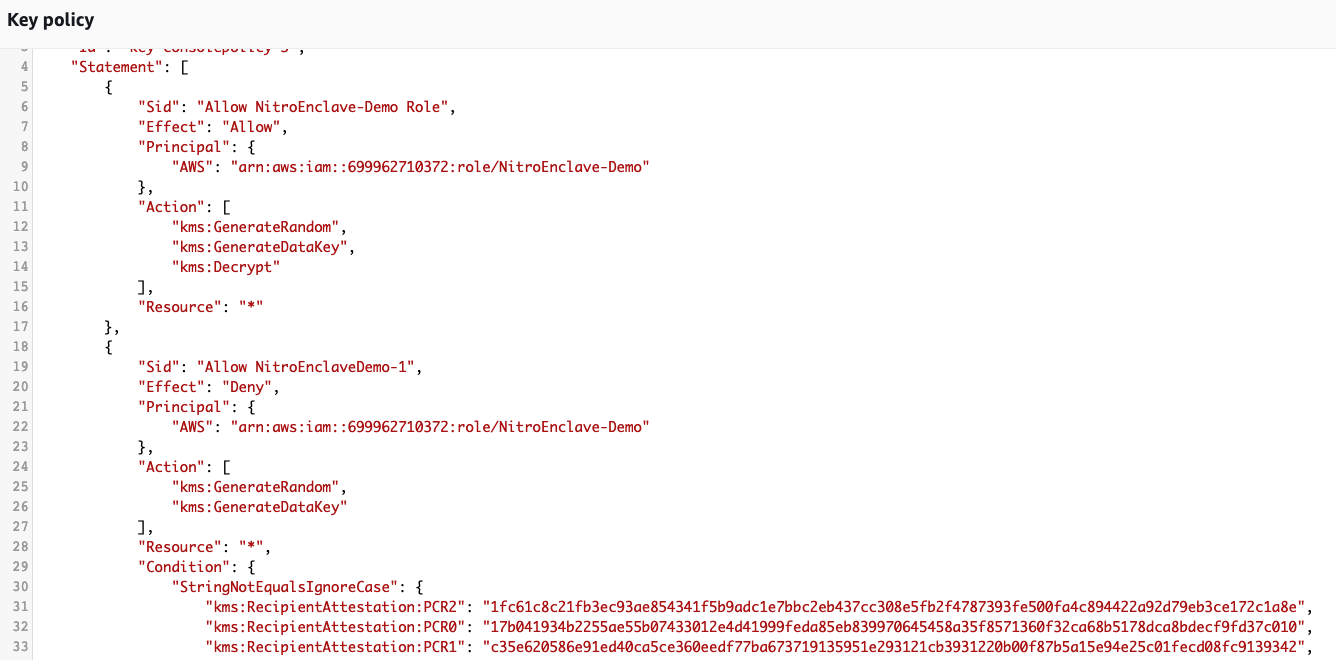 Key policy
3 "Id": "key-consolepolicy-3",
4 "Statement": [
5 {
6 "Sid": "Allow NitroEnclave-Demo Role",
7 "Effect": "Allow",
8 "Principal": {
9 "AWS": "arn:aws:iam::699962710372:role/NitroEnclave-Demo"
10 },
11 "Action": [
12 "kms:GenerateRandom",
13 "kms:GenerateDataKey",
14 "kms:Decrypt"
15 ],
16 "Resource": "*"
17 },
18 {
19 "Sid": "Allow NitroEnclaveDemo-1",
20 "Effect": "Deny",
21 "Principal": {
22 "AWS": "arn:aws:iam::699962710372:role/NitroEnclave-Demo"
23 },
24 "Action": [
25 "kms:GenerateRandom",
26 "kms:GenerateDataKey"
27 ],
28 "Resource": "*",
29 "Condition": {
30 "StringNotEqualsIgnoreCase": {
31 "kms:RecipientAttestation:PCR2": "1fc61c8c21fb3ec93ae854341f5b9adc1e7bbc2eb437cc308e5fb2f4787393fe500fa4c894422a92d79eb3ce172c1a8e",
32 "kms:RecipientAttestation:PCR0": "17b041934b2255ae55b07433012e4d41999feda85eb839970645458a35f8571360f32ca68b5178dca8bdecf9fd37c010",
33 "kms:RecipientAttestation:PCR1": "c35e620586e91ed40ca5ce360eedf77ba673719135951e293121cb3931220b00f87b5a15e94e25c01fecd08fc9139342",